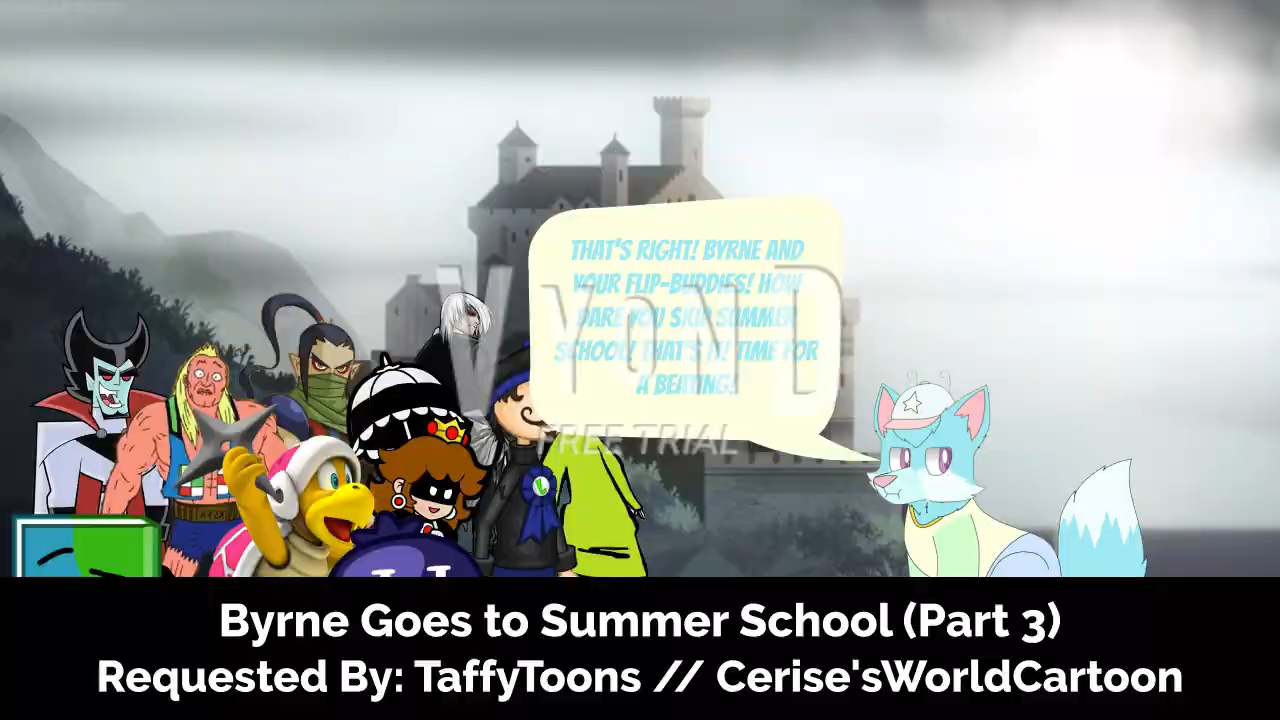 THAT'S RIGHT! BYRNE AND
YOUR FLIP-BUDDIES! HOW
DARE YOU SKIP SUMMER
SCHOOL! THAT'S IT! TIME FOR
A BEATING!
VYOND
FREE TRIAL
L
Byrne Goes to Summer School (Part 3)
Requested By: TaffyToons // Cerise'sWorldCartoon